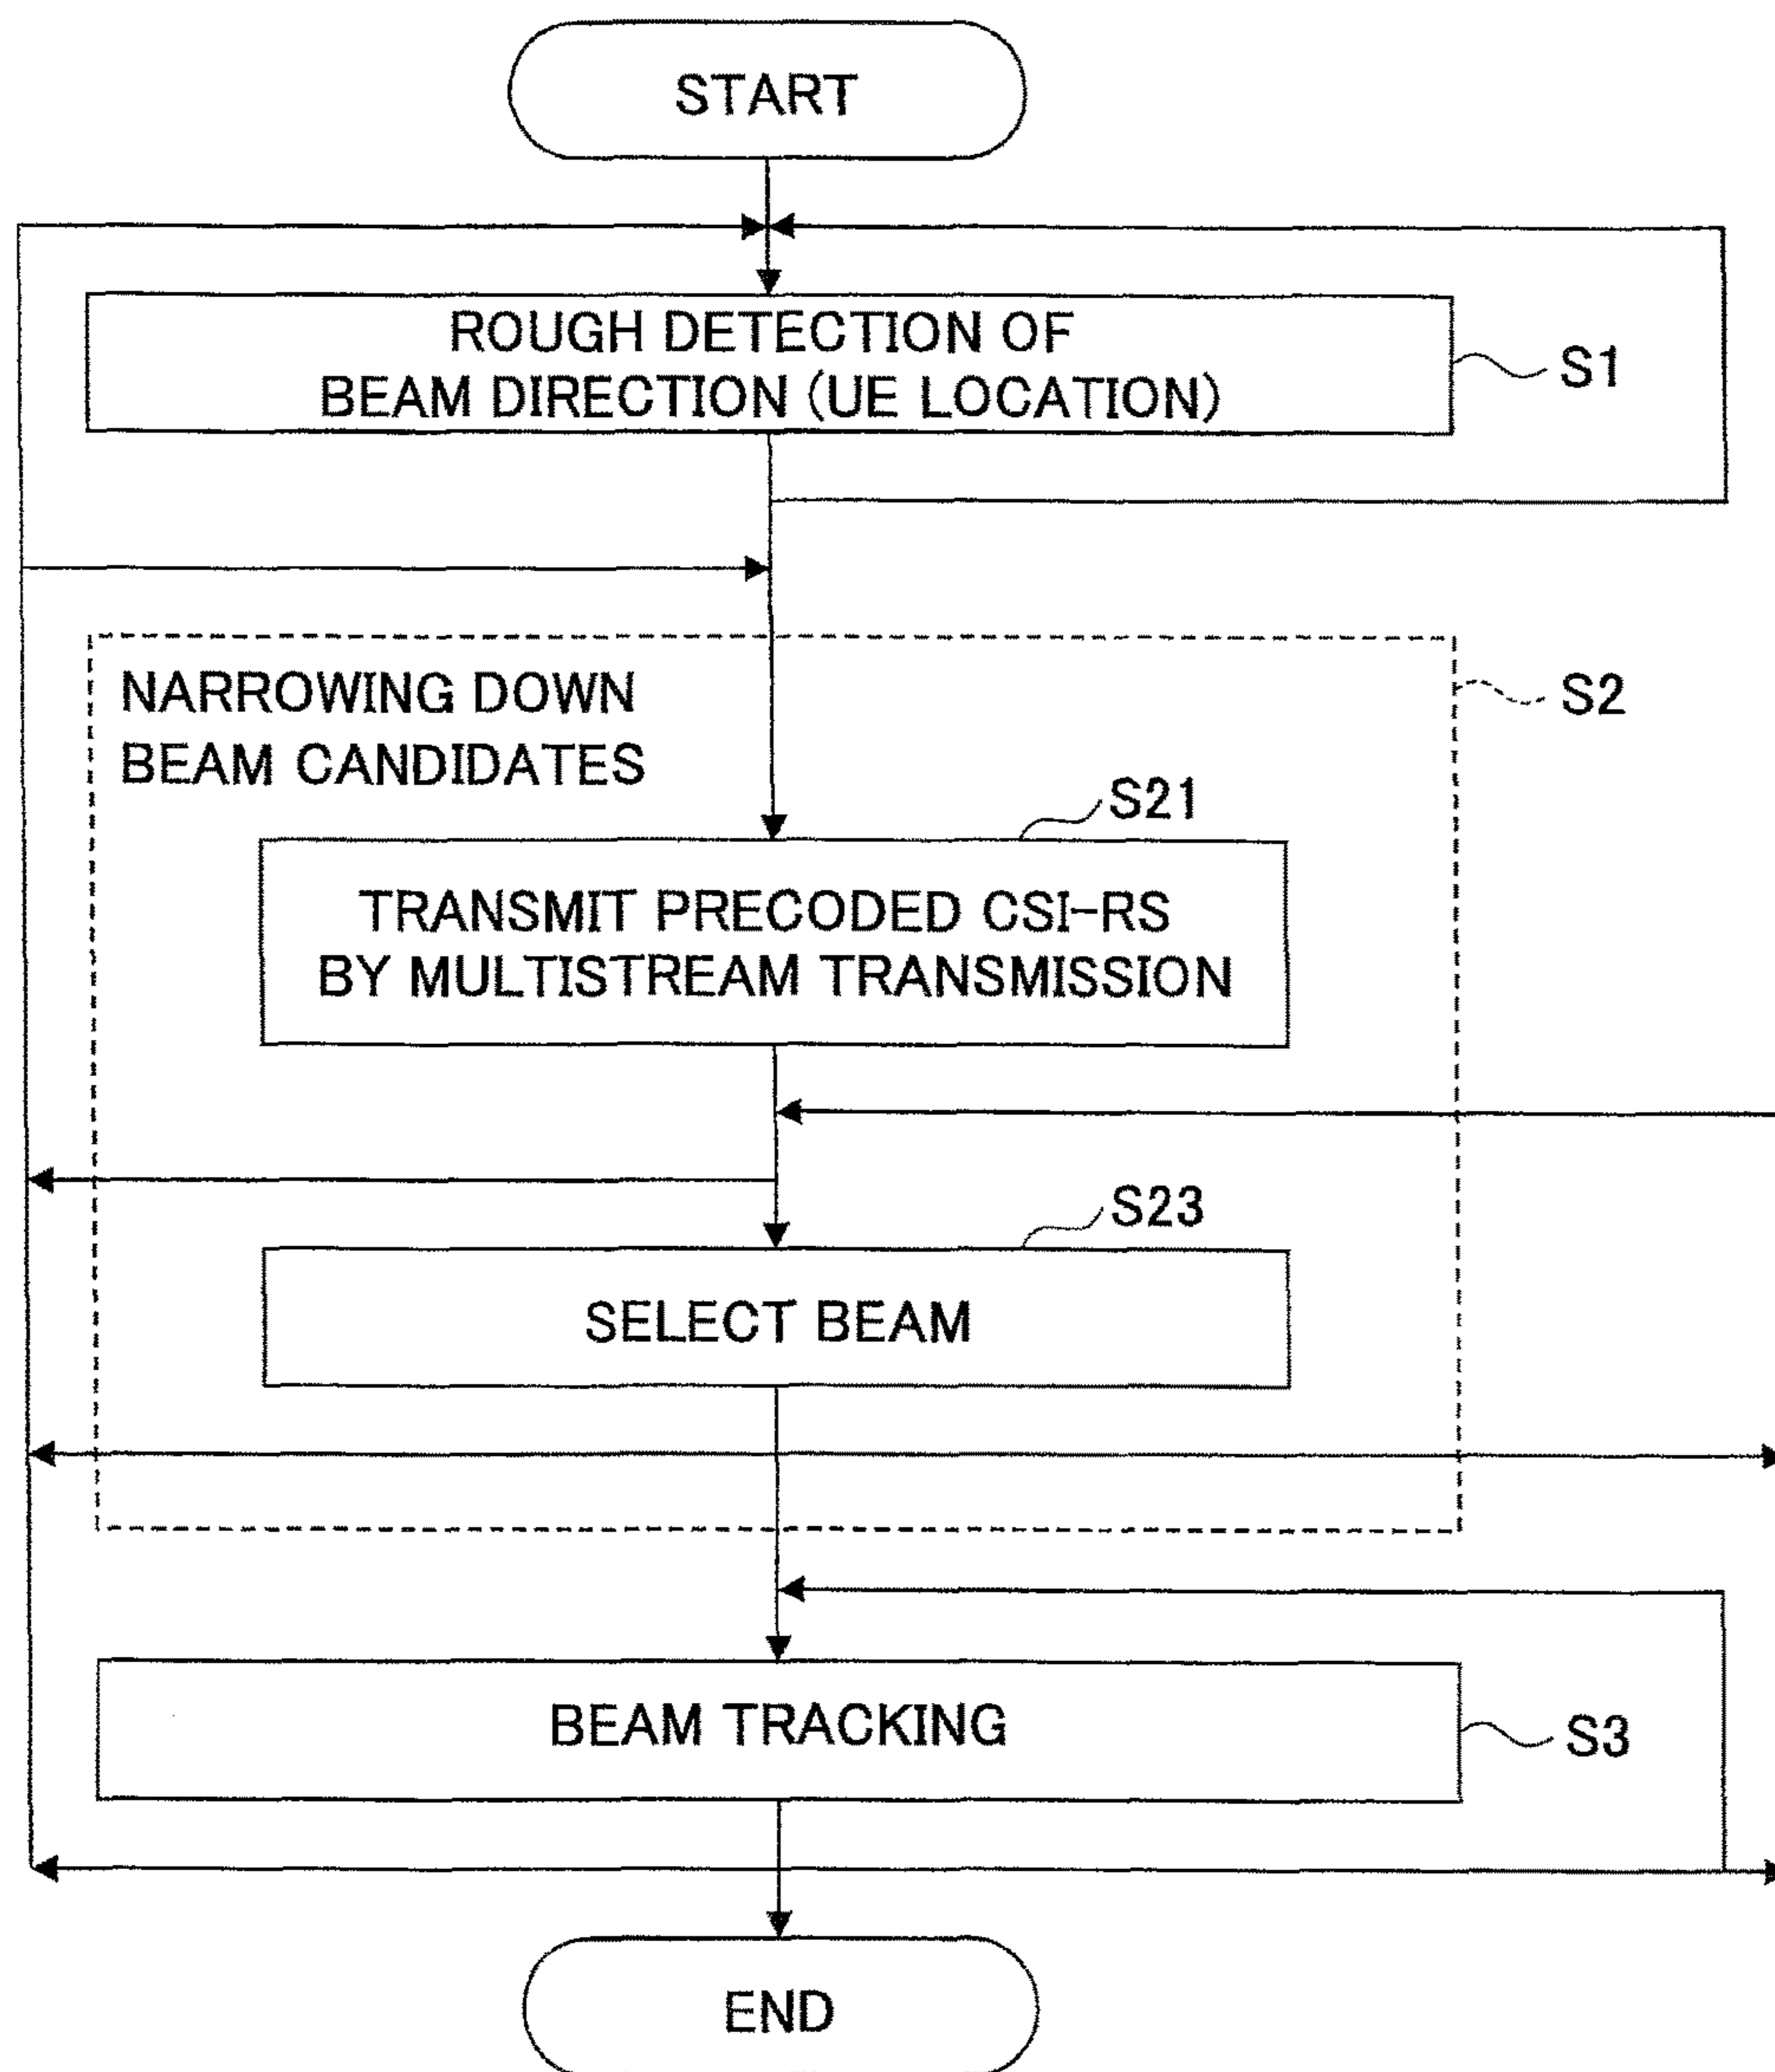 START
ROUGH DETECTION OF
BEAM DIRECTION (UE LOCATION)
S1
NARROWING DOWN
BEAM CANDIDATES
S2
S21
TRANSMIT PRECODED CSI-RS
BY MULTISTREAM TRANSMISSION
S23
SELECT BEAM
BEAM TRACKING
S3
END